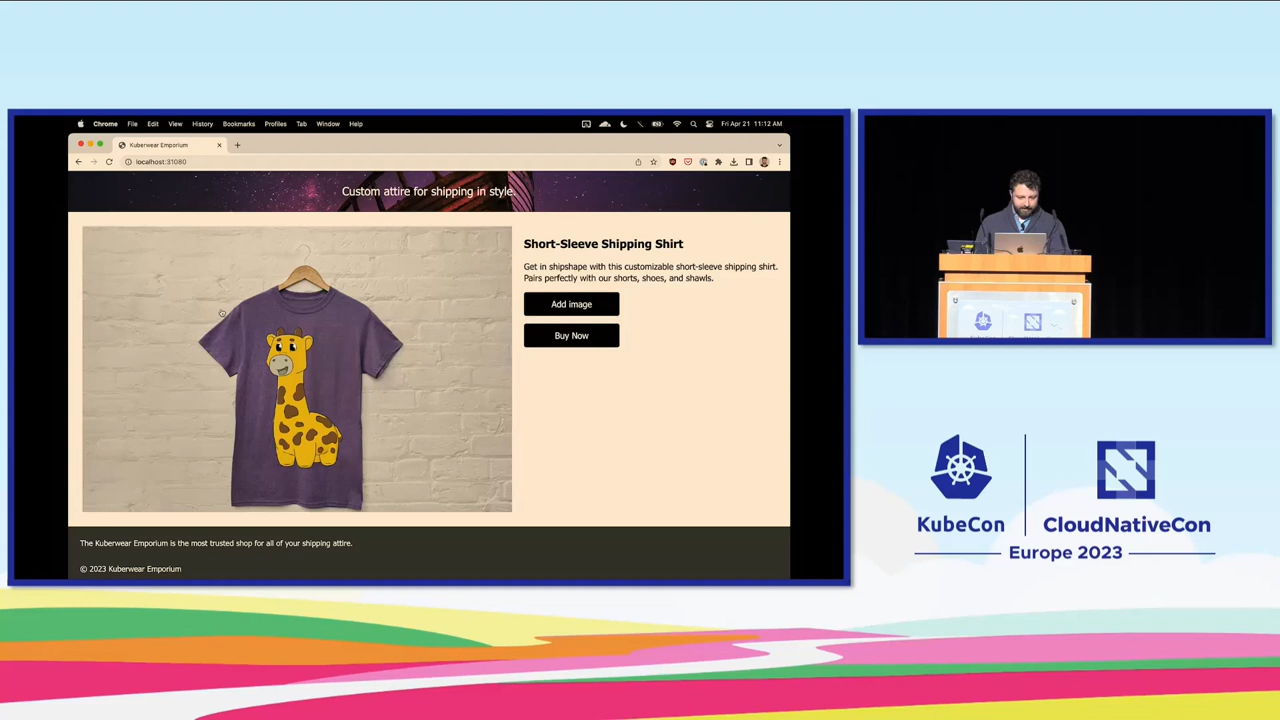 Chrome File Edit View History Bookmarks Profiles Tab Window Help
Fri Apr 21 11:12 AM
Kuberwear Emporium
localhost:31080
Custom attire for shipping in style.
Short-Sleeve Shipping Shirt
Get in shipshape with this customizable short-sleeve shipping shirt.
Pairs perfectly with our shorts, shoes, and shawls.
Add image
Buy Now
The Kuberwear Emporium is the most trusted shop for all of your shipping attire.
© 2023 Kuberwear Emporium
KubeCon
CloudNativeCon
Europe 2023